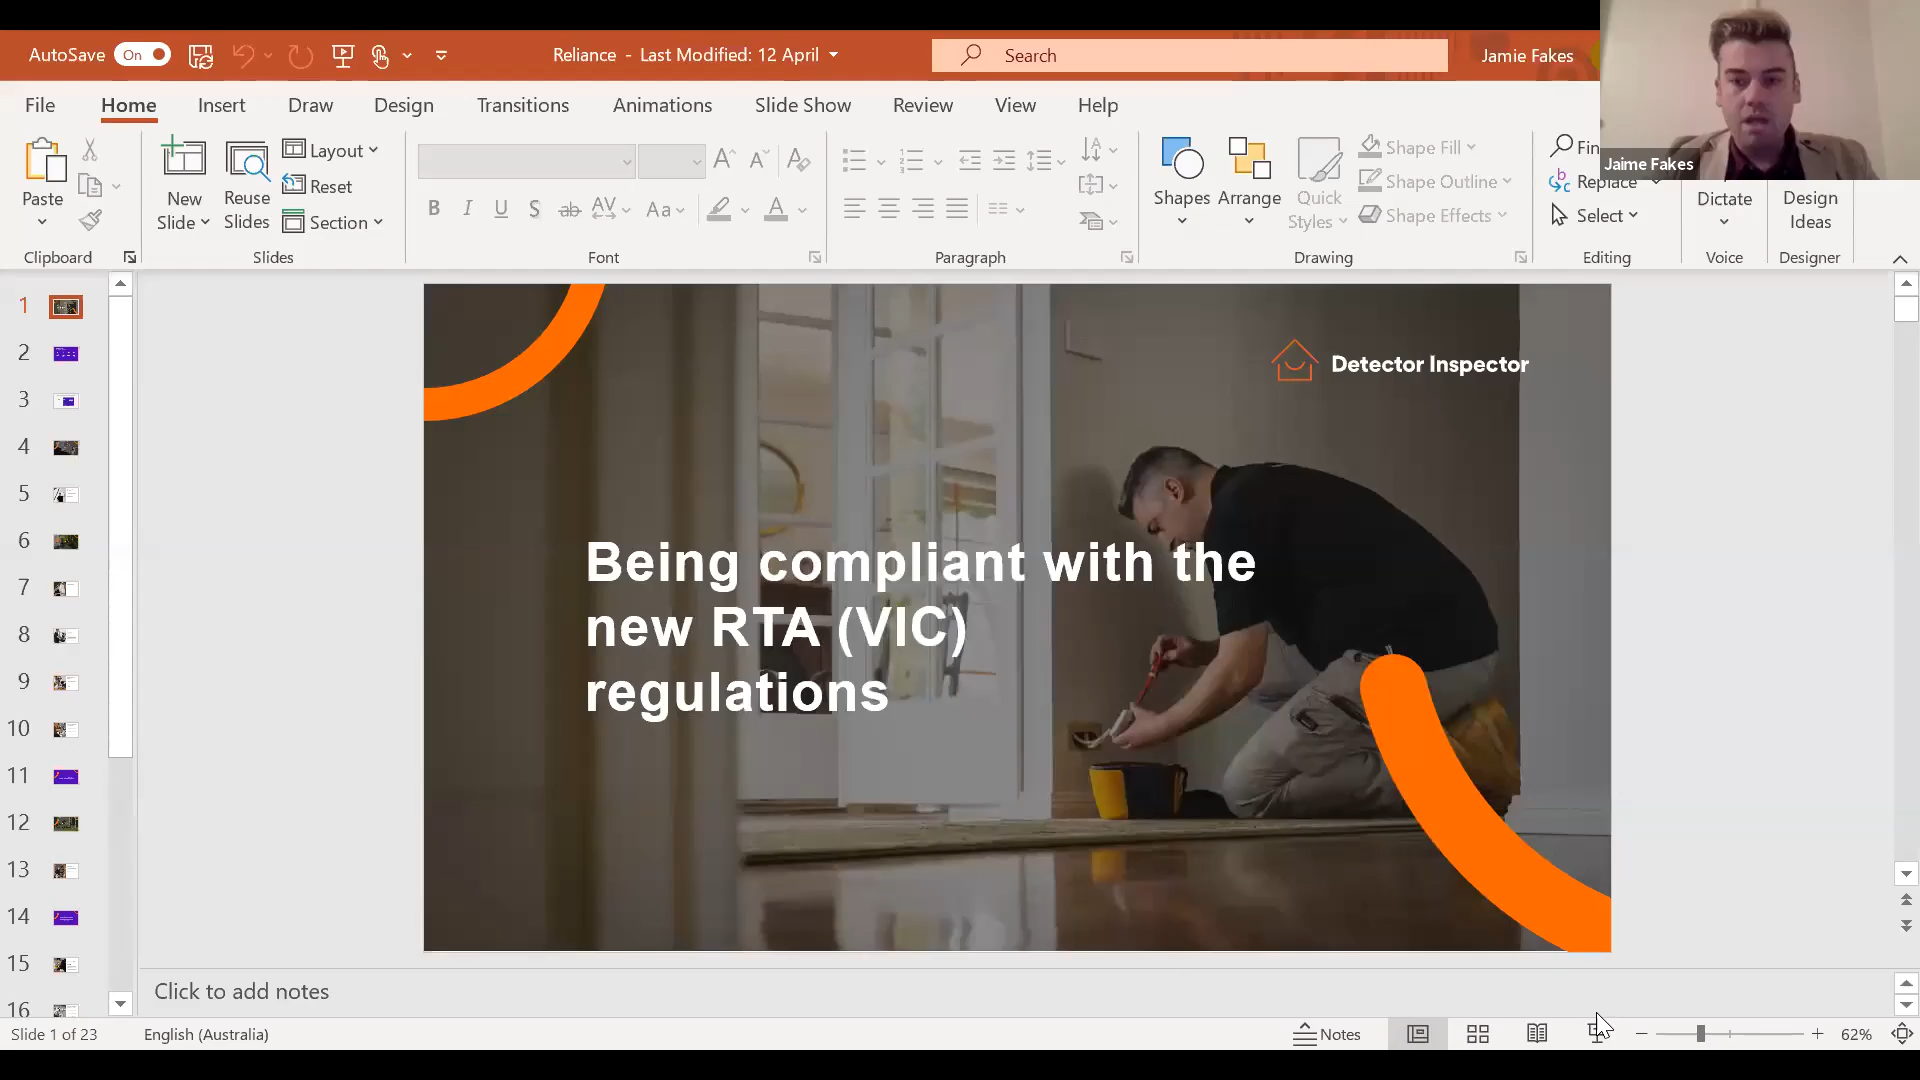 AutoSave On
Reliance - Last Modified: 12 April
Search
Jamie Fakes
File Home Insert Draw Design Transitions Animations Slide Show Review View Help
Paste
New Slide
Reuse Slides
Layout
Reset
Section
B I U S ab AV Aa A
Shapes
Arrange
Quick Styles
Shape Fill
Shape Outline
Shape Effects
Replace
Select
Dictate
Design Ideas
Jaime Fakes
Clipboard Slides Font Paragraph Drawing Editing Voice Designer
1
2
3
4
5
6
7
8
9
10
11
12
13
14
15
16
Detector Inspector
Being compliant with the
new RTA (VIC)
regulations
Click to add notes
Slide 1 of 23 English (Australia) Notes 62%